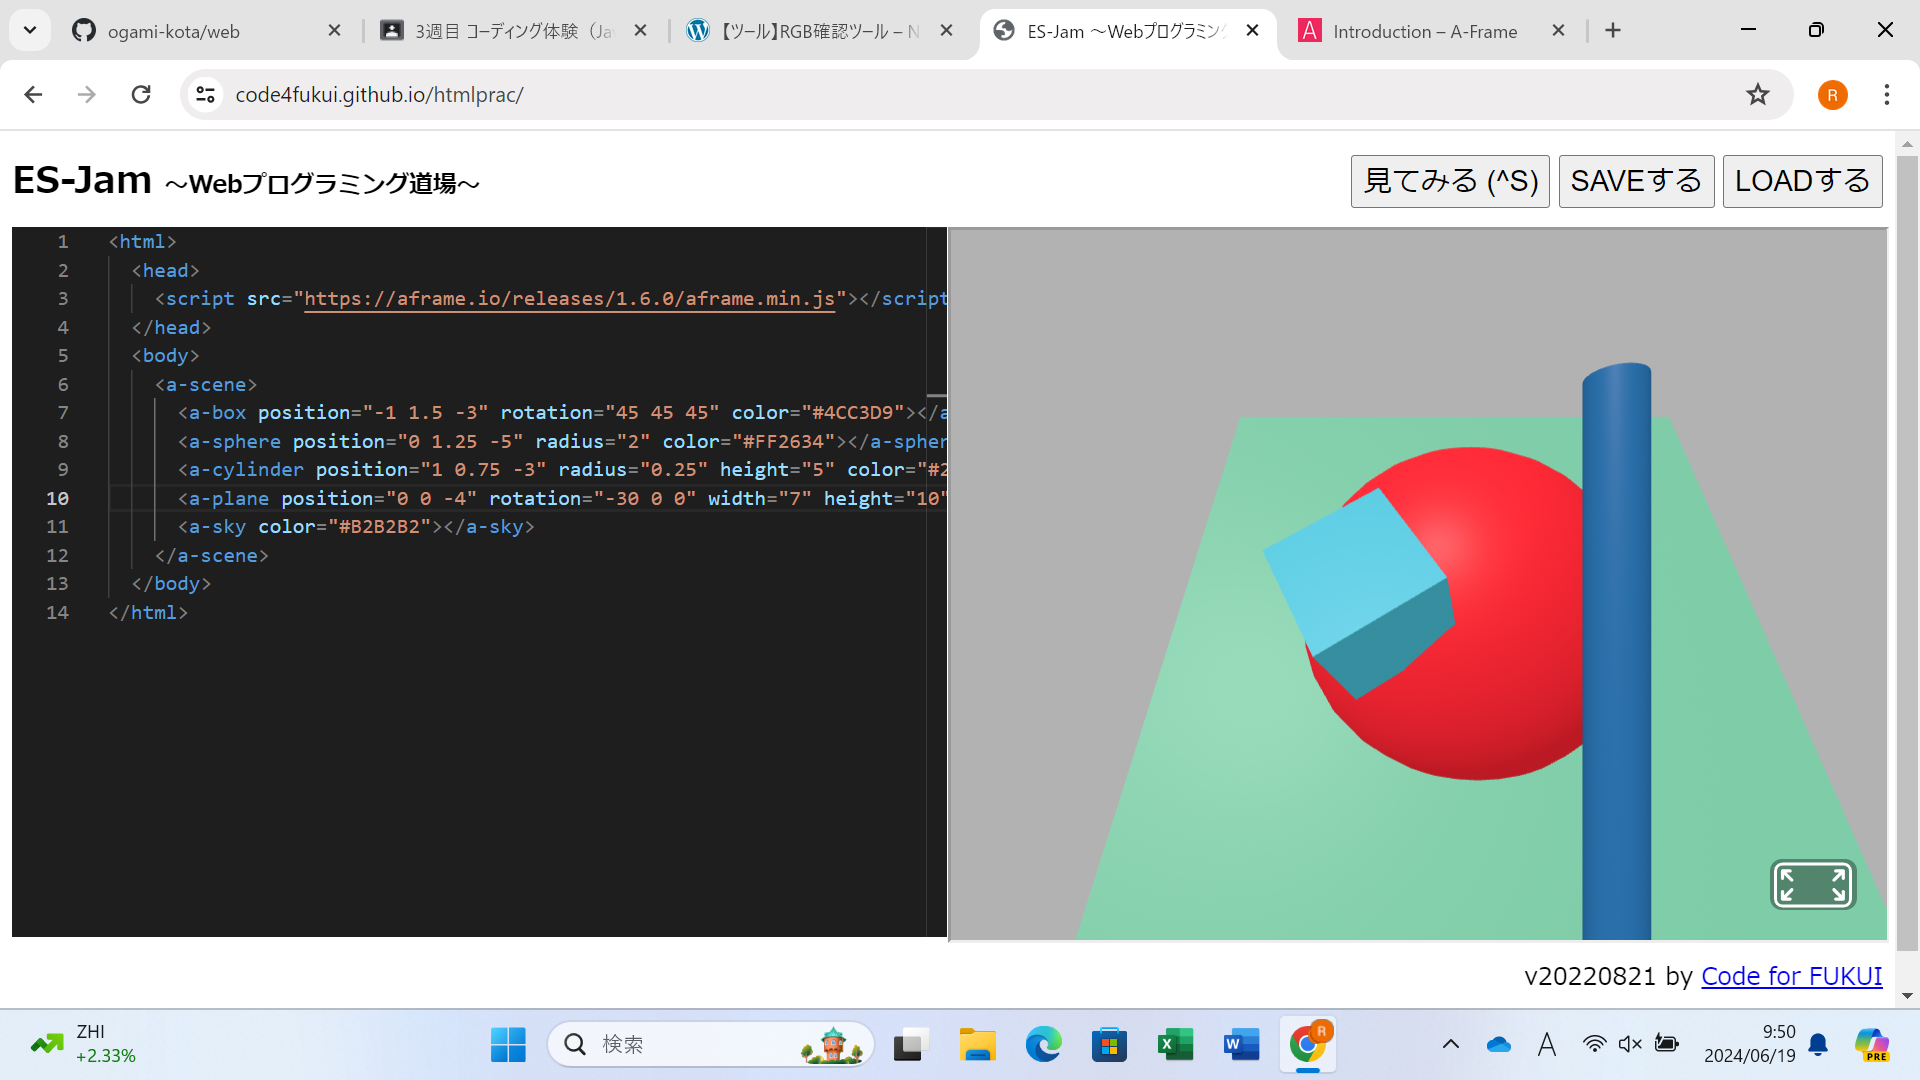 ogami-kota/web
3週目 コーディング体験（Ja
【ツール】RGB確認ツール – N
ES-Jam ～Webプログラミン
Introduction – A-Frame
code4fukui.github.io/htmlprac/
R
ES-Jam ～Webプログラミング道場～
見てみる (^S)
SAVEする
LOADする
1 <html>
2 <head>
3 <script src="https://aframe.io/releases/1.6.0/aframe.min.js"></script
4 </head>
5 <body>
6 <a-scene>
7 <a-box position="-1 1.5 -3" rotation="45 45 45" color="#4CC3D9"></a
8 <a-sphere position="0 1.25 -5" radius="2" color="#FF2634"></a-spher
9 <a-cylinder position="1 0.75 -3" radius="0.25" height="5" color="#2
10 <a-plane position="0 0 -4" rotation="-30 0 0" width="7" height="10"
11 <a-sky color="#B2B2B2"></a-sky>
12 </a-scene>
13 </body>
14 </html>
v20220821 by Code for FUKUI
ZHI
+2.33%
検索
R
A
9:50
2024/06/19
PRE